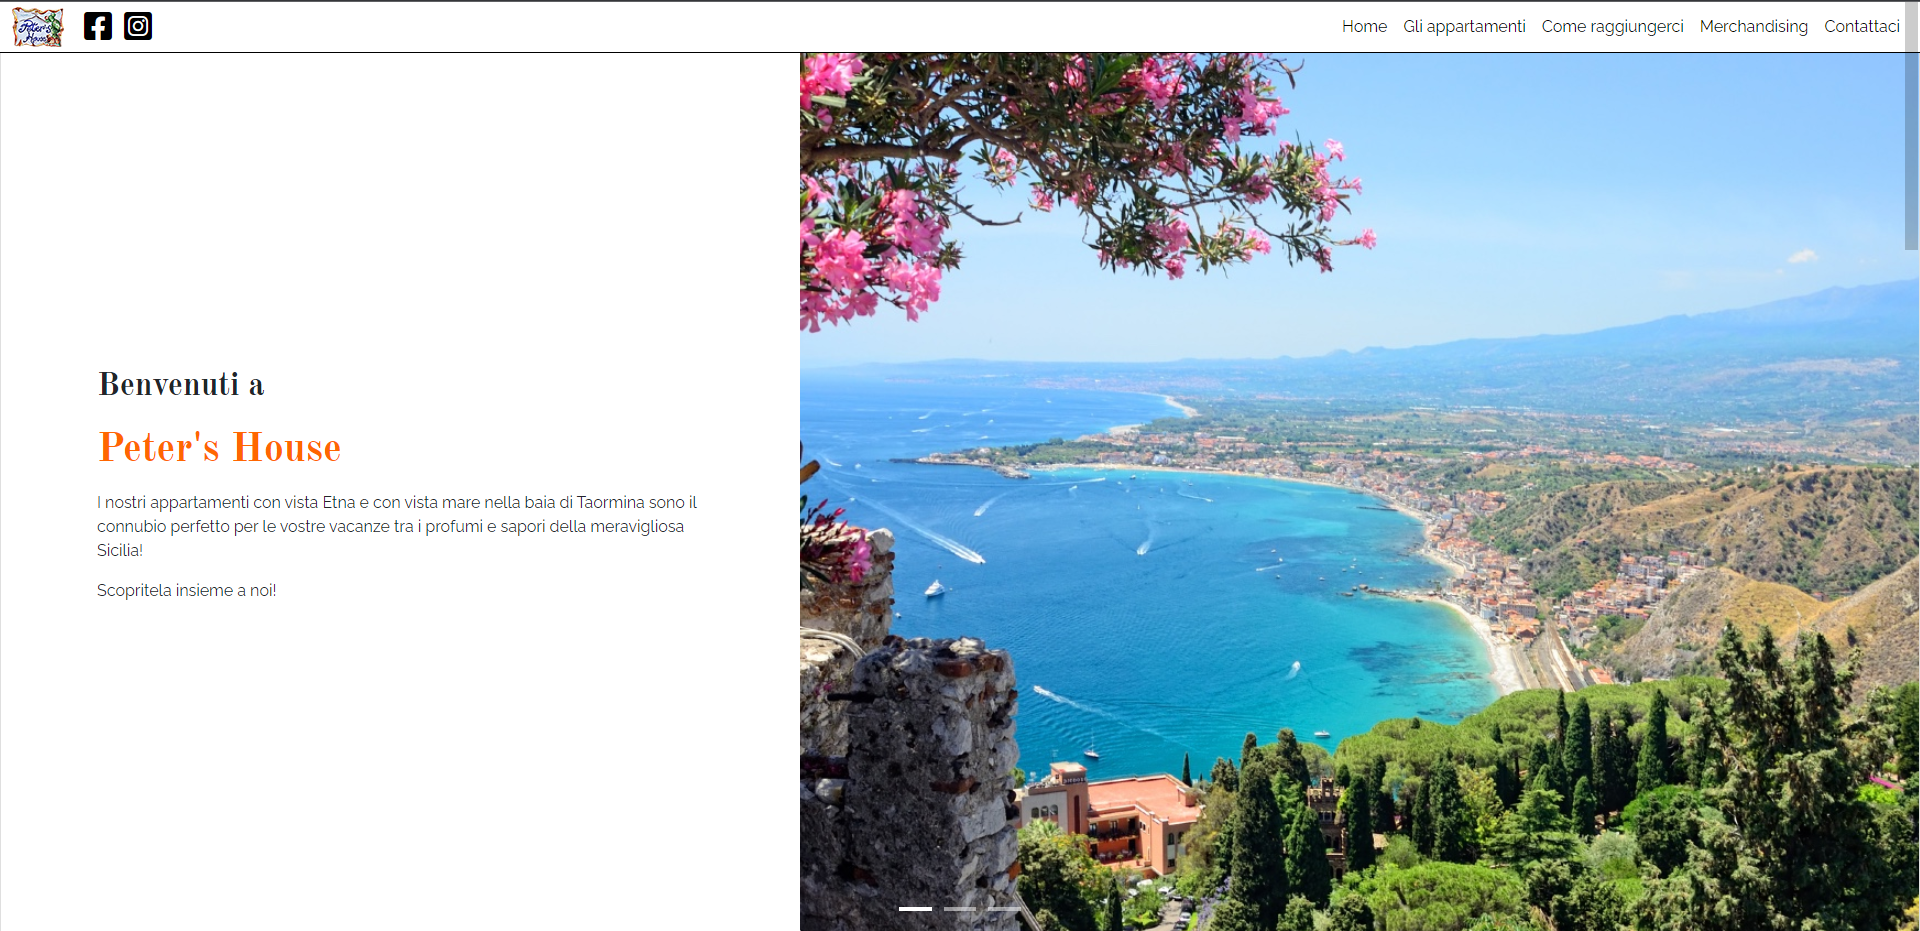 Peter's
House
Home Gli appartamenti Come raggiungerci Merchandising Contattaci
Benvenuti a
Peter's House
I nostri appartamenti con vista Etna e con vista mare nella baia di Taormina sono il
connubio perfetto per le vostre vacanze tra i profumi e sapori della meravigliosa
Sicilia!
Scopritela insieme a noi!